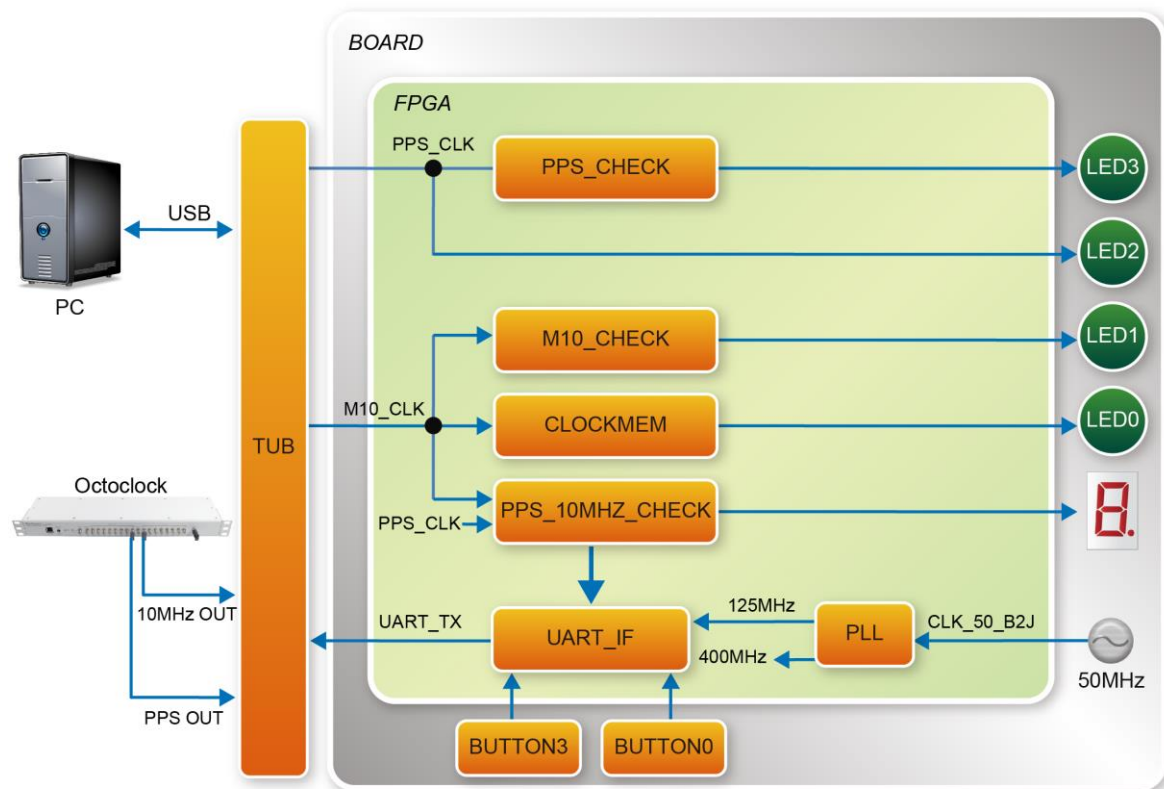 BOARD
FPGA
PPS_CLK
PPS_CHECK
LED3
USB
LED2
PC
M10_CHECK
LED1
M10_CLK
CLOCKMEM
LED0
TUB
Octoclock
PPS_CLK
PPS_10MHZ_CHECK
8.
10MHz OUT
UART_TX
UART_IF
125MHz
400MHz
PLL
CLK_50_B2J
50MHz
PPS OUT
BUTTON3
BUTTON0